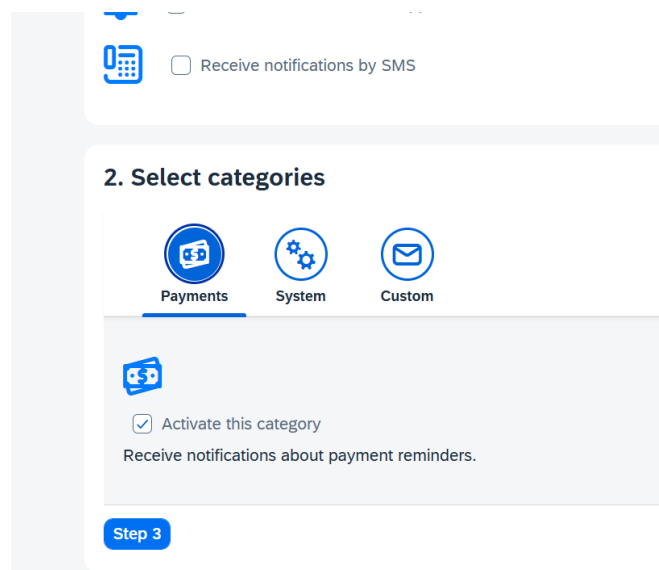 Receive notifications by SMS
2. Select categories
Payments
System
Custom
Activate this category
Receive notifications about payment reminders.
Step 3